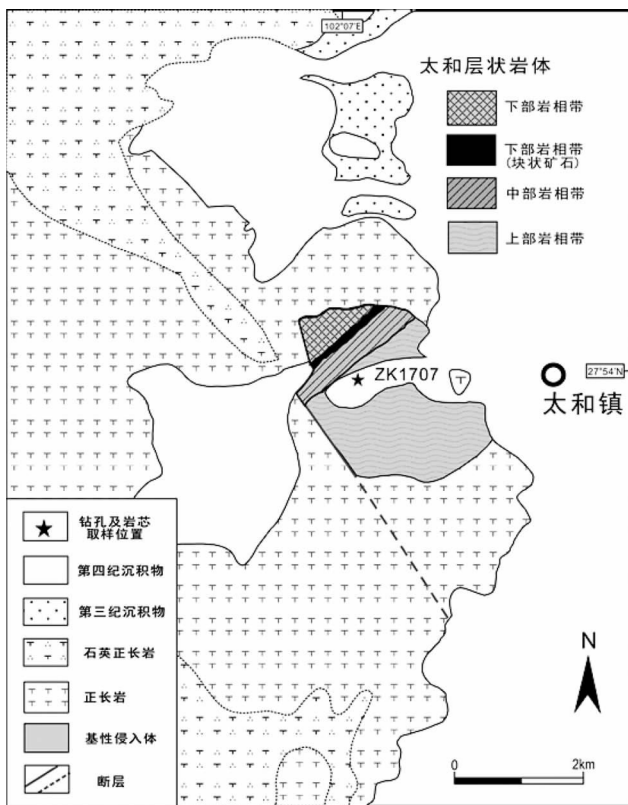 102°07′E
太和层状岩体
下部岩相带
下部岩相带
(块状矿石)
中部岩相带
上部岩相带
ZK1707
27°54′N
太和镇
钻孔及岩芯
取样位置
第四纪沉积物
第三纪沉积物
石英正长岩
正长岩
基性侵入体
断层
N
0
2km